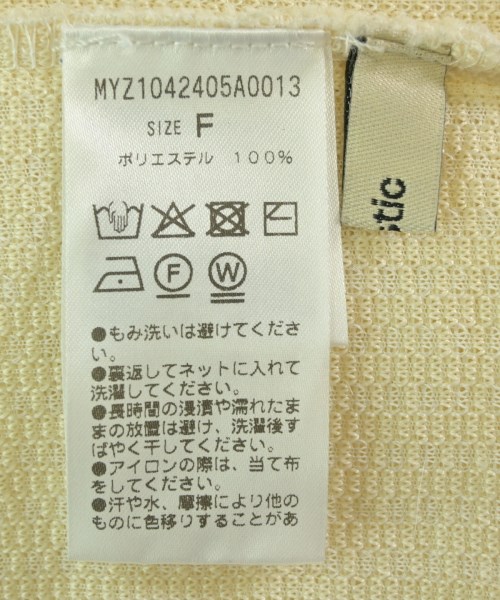 MYZ1042405A0013
SIZE F
ポリエステル 100%
F
W
●もみ洗いは避けてくださ
い。
●裏返してネットに入れて
洗濯してください。
●長時間の浸漬や濡れたま
まの放置は避け、洗濯後す
ばやく干してください。
●アイロンの際は、当て布
をしてください。
●汗や水、摩擦により他の
ものに色移りすることがあ
stic